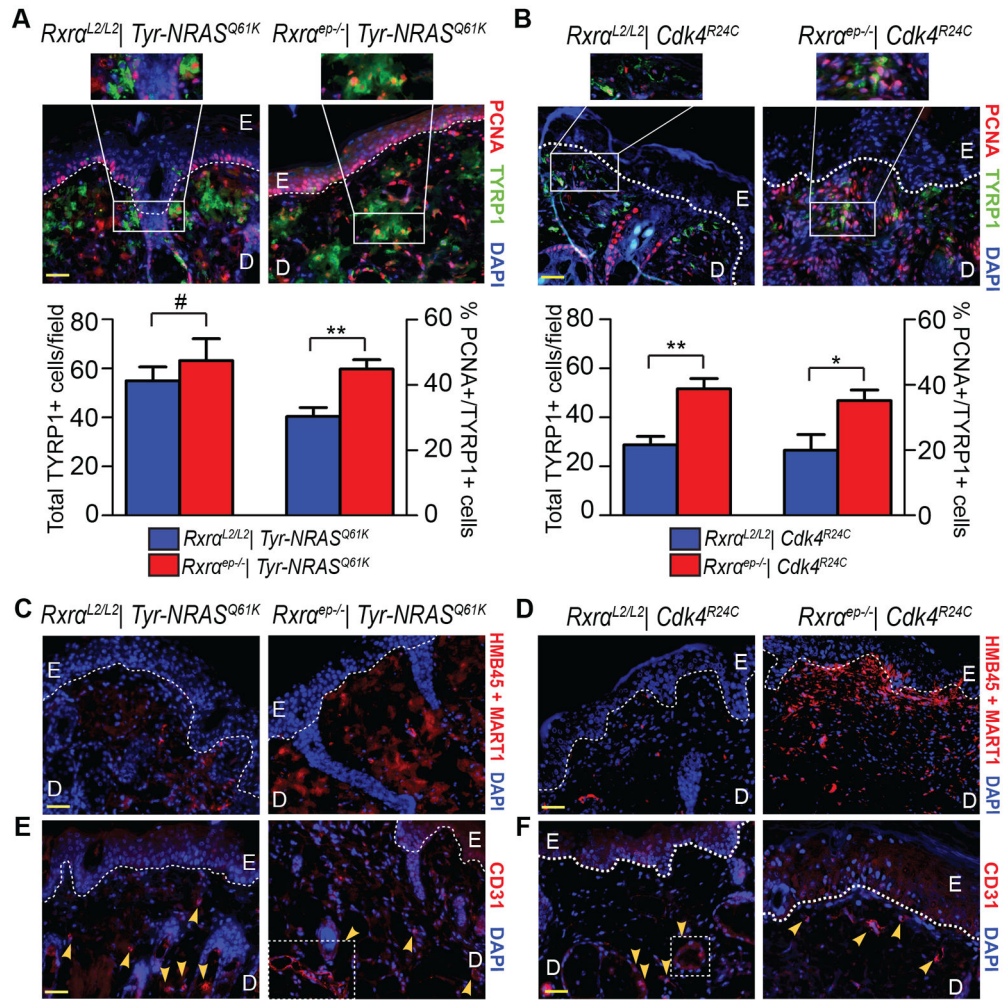 A
Rxrα^L2/L2| Tyr-NRAS^Q61K Rxrα^ep-/-| Tyr-NRAS^Q61K
E
D
E
D
PCNA TYRP1 DAPI
Total TYRP1+ cells/field
80
60
40
20
0
#
**
60
40
20
0
% PCNA+/TYRP1+ cells
Rxrα^L2/L2| Tyr-NRAS^Q61K
Rxrα^ep-/-| Tyr-NRAS^Q61K
B
Rxrα^L2/L2| Cdk4^R24C Rxrα^ep-/-| Cdk4^R24C
E
D
E
D
PCNA TYRP1 DAPI
Total TYRP1+ cells/field
80
60
40
20
0
**
*
60
40
20
0
% PCNA+/TYRP1+ cells
Rxrα^L2/L2| Cdk4^R24C
Rxrα^ep-/-| Cdk4^R24C
C
Rxrα^L2/L2| Tyr-NRAS^Q61K Rxrα^ep-/-| Tyr-NRAS^Q61K
E
D
E
D
HMB45 + MART1 DAPI
D
Rxrα^L2/L2| Cdk4^R24C Rxrα^ep-/-| Cdk4^R24C
E
D
E
D
HMB45 + MART1 DAPI
E
E
D
E
D
CD31 DAPI
F
E
D
E
D
CD31 DAPI